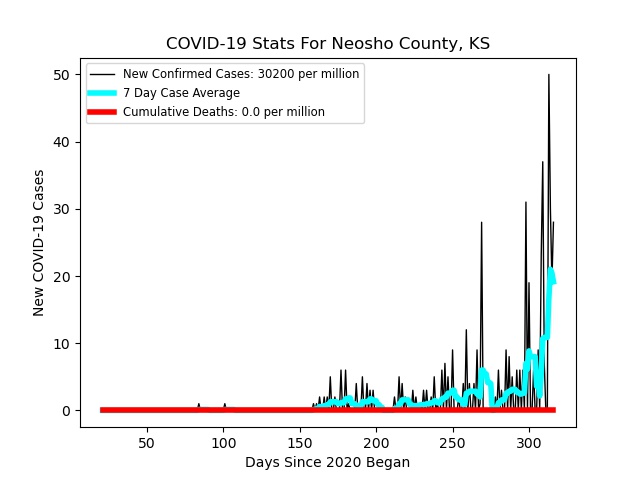 COVID-19 Stats For Neosho County, KS
New Confirmed Cases: 30200 per million
7 Day Case Average
Cumulative Deaths: 0.0 per million
New COVID-19 Cases
50
40
30
20
10
0
50 100 150 200 250 300
Days Since 2020 Began